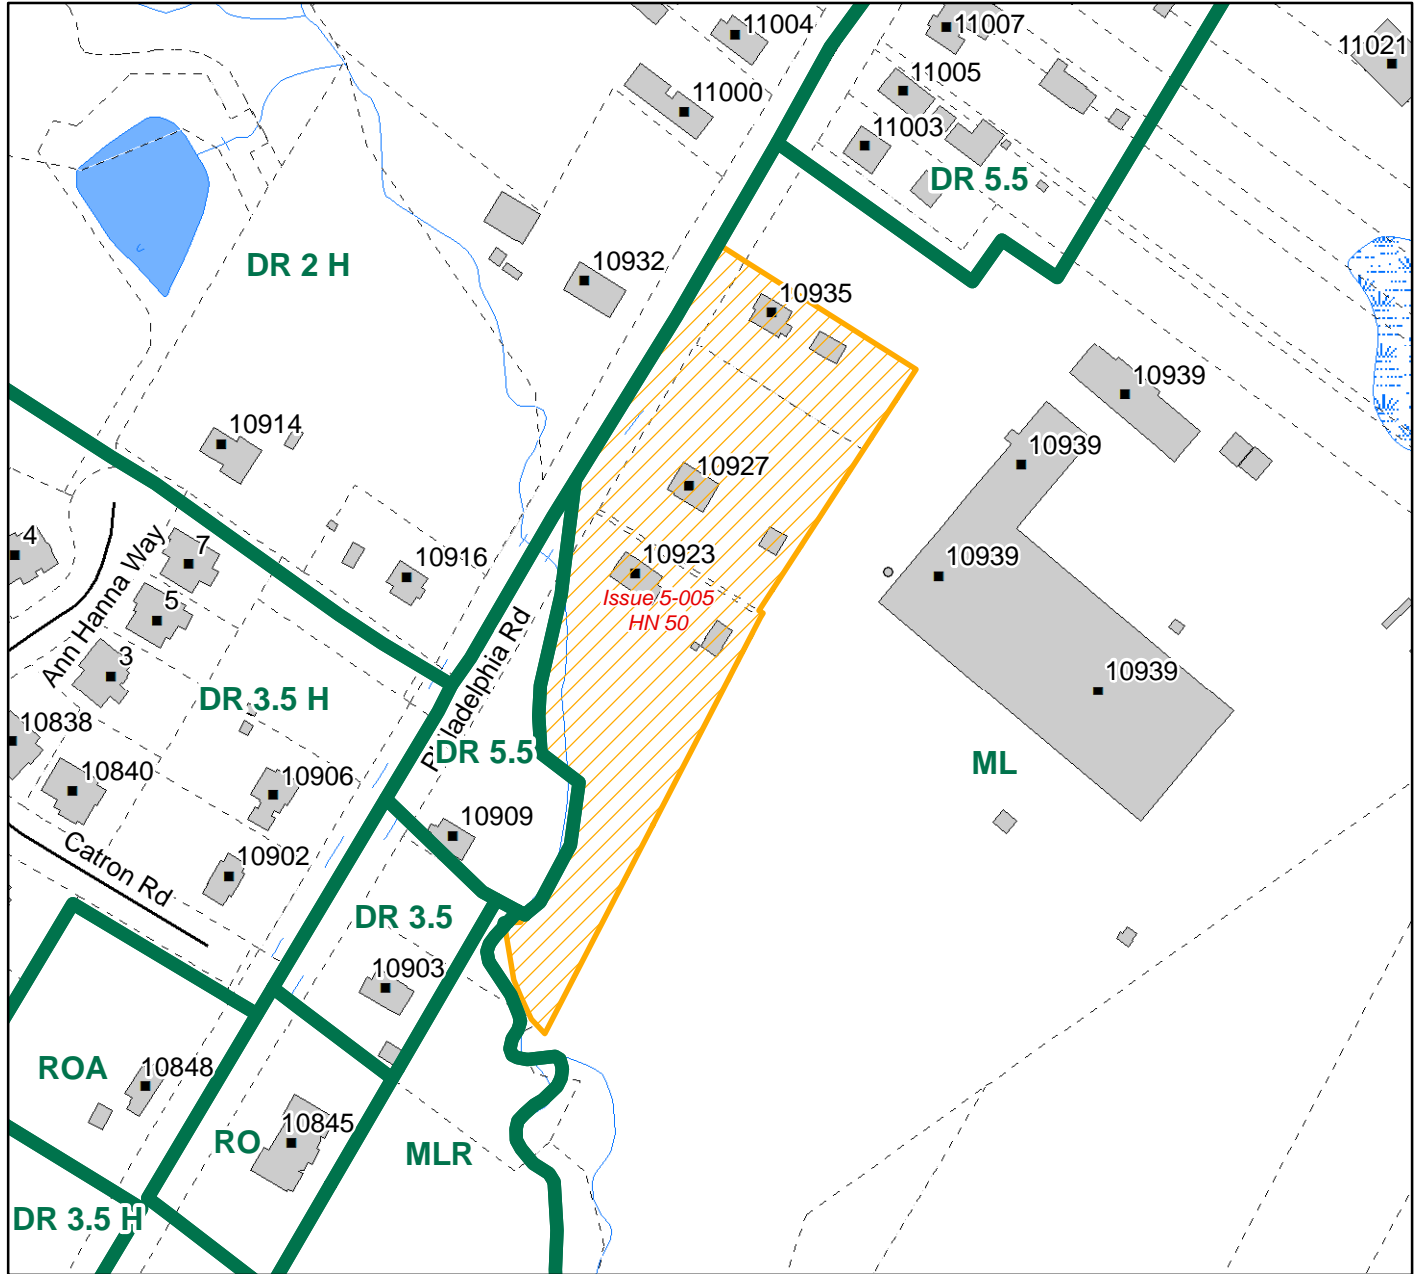 11004
11007
11021
11005
11000
11003
DR 5.5
DR 2 H
10932
10935
10939
10914
10939
10927
4
7
10916
10923
10939
Issue 5-005
HN 50
5
Ann Hanna Way
3
Philadelphia Rd
10939
DR 3.5 H
10838
DR 5.5
ML
10840
10906
10909
Catron Rd
10902
DR 3.5
10903
ROA
10848
10845
RO
MLR
DR 3.5 H